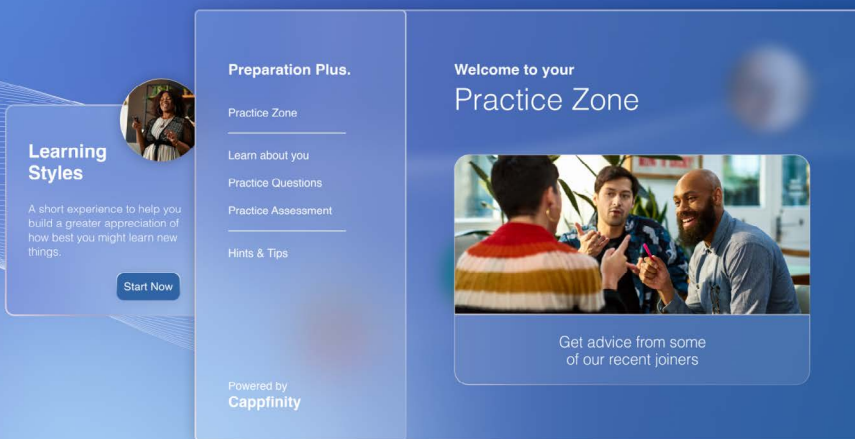 Learning
Styles
A short experience to help you
build a greater appreciation of
how best you might learn new
things.
Start Now
Preparation Plus.
Practice Zone
Learn about you
Practice Questions
Practice Assessment
Hints & Tips
Powered by
Cappfinity
Welcome to your
Practice Zone
Get advice from some
of our recent joiners